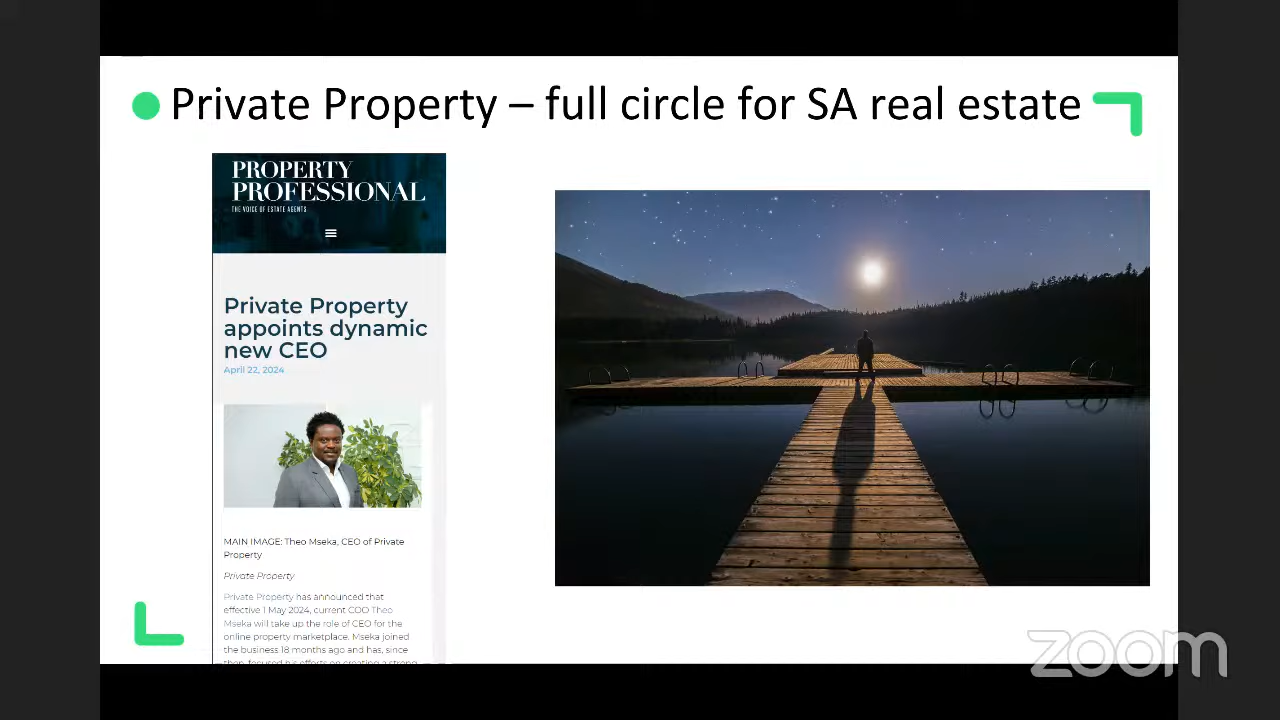 Private Property – full circle for SA real estate
PROPERTY
PROFESSIONAL
THE VOICE OF ESTATE AGENTS
Private Property
appoints dynamic
new CEO
April 22, 2024
MAIN IMAGE: Theo Mseka, CEO of Private
Property
Private Property
Private Property has announced that
effective 1 May 2024, current COO Theo
Mseka will take up the role of CEO for the
online property marketplace. Mseka joined
the business 18 months ago and has, since
then, focused his efforts on creating a strong
zoom